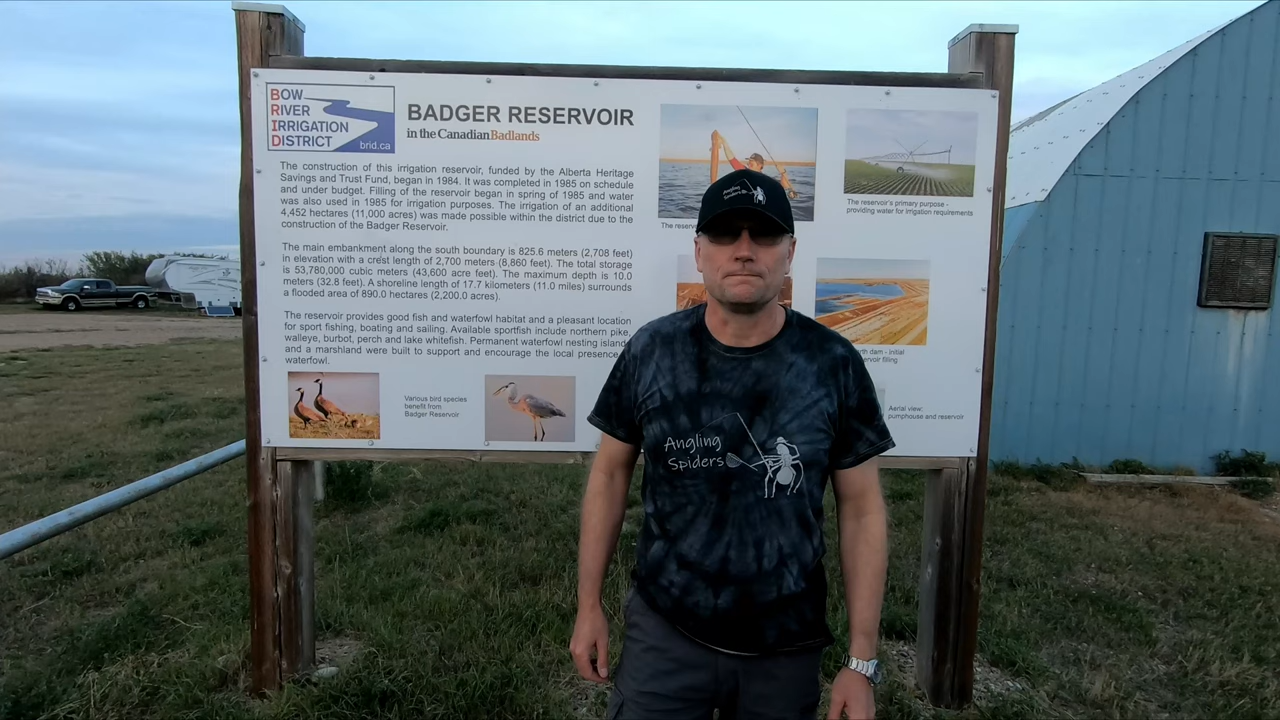 BOW
RIVER
IRRIGATION
DISTRICT
brid.ca
BADGER RESERVOIR
in the CanadianBadlands
The construction of this irrigation reservoir, funded by the Alberta Heritage
Savings and Trust Fund, began in 1984. It was completed in 1985 on schedule
and under budget. Filling of the reservoir began in spring of 1985 and water
was also used in 1985 for irrigation purposes. The irrigation of an additional
4,452 hectares (11,000 acres) was made possible within the district due to the
construction of the Badger Reservoir.
The main embankment along the south boundary is 825.6 meters (2,708 feet)
in elevation with a crest length of 2,700 meters (8,860 feet). The total storage
is 53,780,000 cubic meters (43,600 acre feet). The maximum depth is 10.0
meters (32.8 feet). A shoreline length of 17.7 kilometers (11.0 miles) surrounds
a flooded area of 890.0 hectares (2,200.0 acres).
The reservoir provides good fish and waterfowl habitat and a pleasant location
for sport fishing, boating and sailing. Available sportfish include northern pike,
walleye, burbot, perch and lake whitefish. Permanent waterfowl nesting island
and a marshland were built to support and encourage the local presence
waterfowl.
Various bird species
benefit from
Badger Reservoir
The
The reservoir's primary purpose -
providing water for irrigation requirements
dam - initial
filling
Aerial view:
pumphouse and reservoir
Angling
Spiders
Angling
Spiders